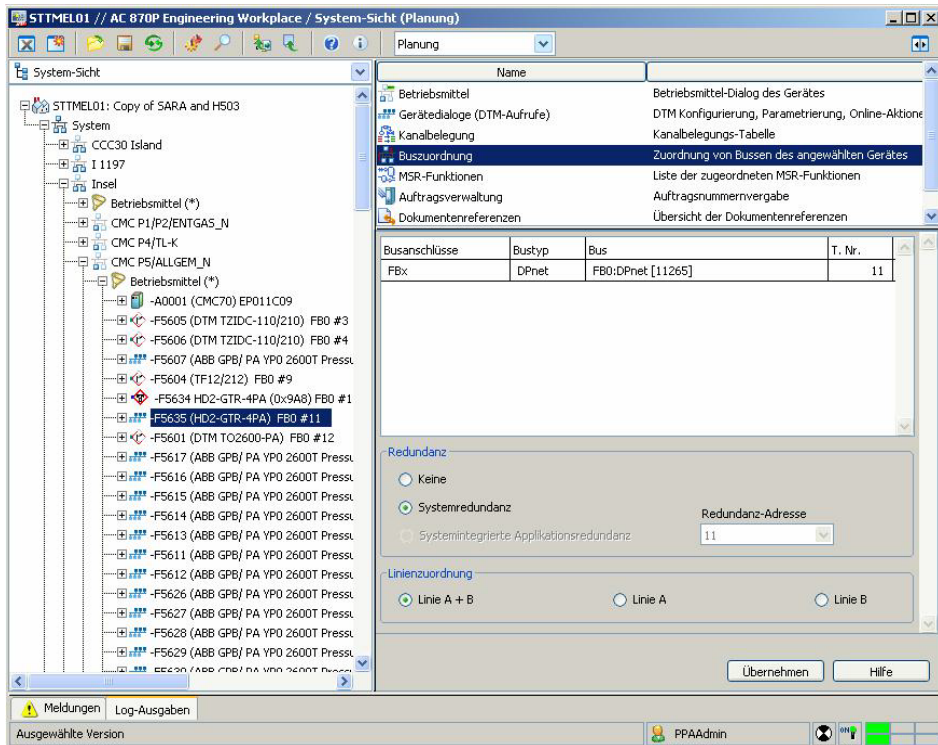 STTMEL01 // AC 870P Engineering Workplace / System-Sicht (Planung)
Planung
System-Sicht
STTMEL01: Copy of SARA and H503
System
CCC30 Island
I 1197
Insel
Betriebsmittel (*)
CMC P1/P2/ENTGAS_N
CMC P4/TL-K
CMC P5/ALLGEM_N
Betriebsmittel (*)
-A0001 (CMC70) EP011C09
-F5605 (DTM TZIDC-110/210) FB0 #3
-F5606 (DTM TZIDC-110/210) FB0 #4
-F5607 (ABB GPB/ PA YP0 2600T Pressu
-F5604 (TF12/212) FB0 #9
-F5634 HD2-GTR-4PA (0x9A8) FB0 #1
-F5635 (HD2-GTR-4PA) FB0 #11
-F5601 (DTM TO2600-PA) FB0 #12
-F5617 (ABB GPB/ PA YP0 2600T Pressu
-F5616 (ABB GPB/ PA YP0 2600T Pressu
-F5615 (ABB GPB/ PA YP0 2600T Pressu
-F5614 (ABB GPB/ PA YP0 2600T Pressu
-F5613 (ABB GPB/ PA YP0 2600T Pressu
-F5611 (ABB GPB/ PA YP0 2600T Pressu
-F5612 (ABB GPB/ PA YP0 2600T Pressu
-F5626 (ABB GPB/ PA YP0 2600T Pressu
-F5627 (ABB GPB/ PA YP0 2600T Pressu
-F5628 (ABB GPB/ PA YP0 2600T Pressu
-F5629 (ABB GPB/ PA YP0 2600T Pressu
Name
Betriebsmittel Betriebsmittel-Dialog des Gerätes
Gerätedialoge (DTM-Aufrufe) DTM Konfigurierung, Parametrierung, Online-Aktione
Kanalbelegung Kanalbelegungs-Tabelle
Buszuordnung Zuordnung von Bussen des angewählten Gerätes
MSR-Funktionen Liste der zugeordneten MSR-Funktionen
Auftragsverwaltung Auftragsnummernvergabe
Dokumentenreferenzen Übersicht der Dokumentenreferenzen
Busanschlüsse Bustyp Bus T. Nr.
FBx DPnet FB0:DPnet [11265] 11
Redundanz
Keine
Systemredundanz
Systemintegrierte Applikationsredundanz
Redundanz-Adresse
11
Linienzuordnung
Linie A + B Linie A Linie B
Übernehmen Hilfe
Meldungen Log-Ausgaben
Ausgewählte Version PPAAdmin